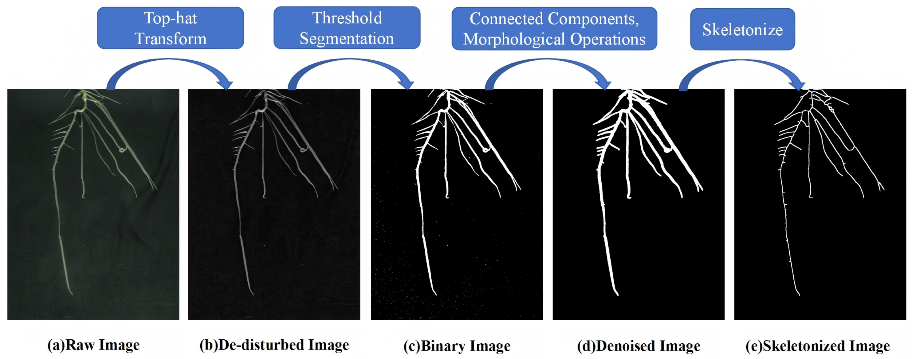 Top-hat
Transform
Threshold
Segmentation
Connected Components,
Morphological Operations
Skeletonize
(a)Raw Image
(b)De-disturbed Image
(c)Binary Image
(d)Denoised Image
(e)Skeletonized Image